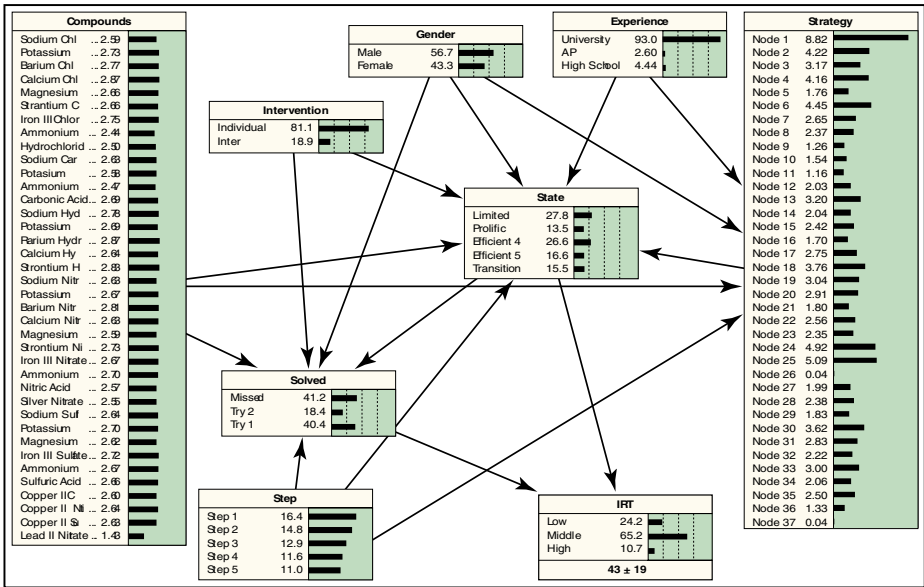 Compounds
Sodium Chl ... 2.59
Potassium ... 2.73
Barium Chl ... 2.77
Calcium Chl ... 2.87
Magnesium ... 2.66
Strantium C ... 2.66
Iron III Chlor ... 2.75
Ammonium ... 2.44
Hydrochlorid ... 2.50
Sodium Car ... 2.63
Potasium ... 2.58
Ammonium ... 2.47
Carbonic Acid ... 2.69
Sodium Hyd ... 2.78
Potassium ... 2.69
Parium Hydr ... 2.87
Calcium Hy ... 2.64
Strontium H ... 2.83
Sodium Nitr ... 2.63
Potassium ... 2.67
Barium Nitr ... 2.81
Calcium Nitr ... 2.63
Magnesium ... 2.59
Strontium Ni ... 2.73
Iron III Nitrate ... 2.67
Ammonium ... 2.70
Nitric Acid ... 2.57
Silver Nitrate ... 2.55
Sodium Sulf ... 2.64
Potassium ... 2.70
Magnesium ... 2.62
Iron III Sulfate ... 2.72
Ammonium ... 2.67
Sulfuric Acid ... 2.66
Copper II C ... 2.60
Copper II Ni ... 2.64
Copper II Su ... 2.63
Lead II Nitrate ... 1.43
Gender
Male 56.7
Female 43.3
Experience
University 93.0
AP 2.60
High School 4.44
Intervention
Individual 81.1
Inter 18.9
State
Limited 27.8
Prolific 13.5
Efficient 4 26.6
Efficient 5 16.6
Transition 15.5
Solved
Missed 41.2
Try 2 18.4
Try 1 40.4
Step
Step 1 16.4
Step 2 14.8
Step 3 12.9
Step 4 11.6
Step 5 11.0
IRT
Low 24.2
Middle 65.2
High 10.7
43 ± 19
Strategy
Node 1 8.82
Node 2 4.22
Node 3 3.17
Node 4 4.16
Node 5 1.76
Node 6 4.45
Node 7 2.65
Node 8 2.37
Node 9 1.26
Node 10 1.54
Node 11 1.16
Node 12 2.03
Node 13 3.20
Node 14 2.04
Node 15 2.42
Node 16 1.70
Node 17 2.75
Node 18 3.76
Node 19 3.04
Node 20 2.91
Node 21 1.80
Node 22 2.56
Node 23 2.35
Node 24 4.92
Node 25 5.09
Node 26 0.04
Node 27 1.99
Node 28 2.38
Node 29 1.83
Node 30 3.62
Node 31 2.83
Node 32 2.22
Node 33 3.00
Node 34 2.06
Node 35 2.50
Node 36 1.33
Node 37 0.04